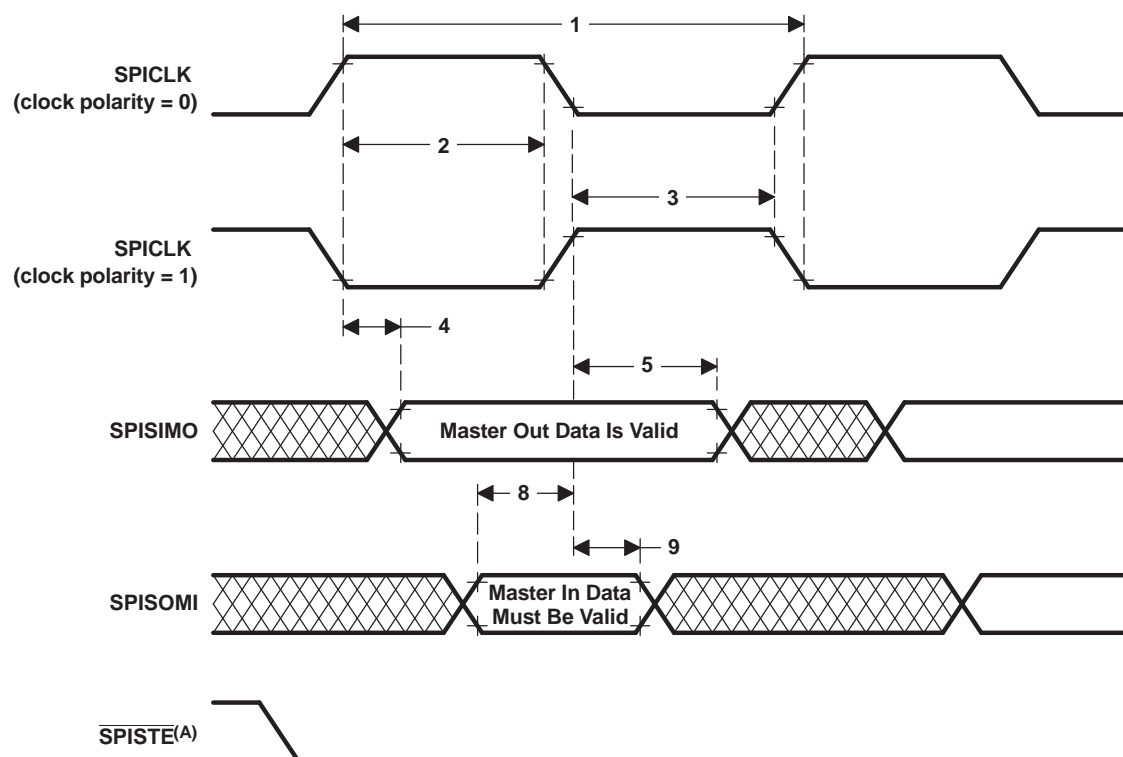 1
SPICLK
(clock polarity = 0)
2
3
SPICLK
(clock polarity = 1)
4
5
SPISIMO
Master Out Data Is Valid
8
9
SPISOMI
Master In Data
Must Be Valid
SPISTE(A)